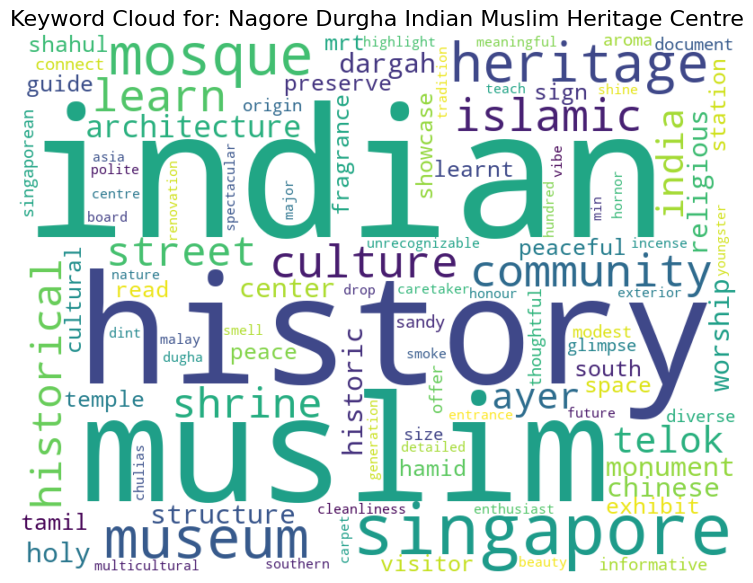 Keyword Cloud for: Nagore Durgha Indian Muslim Heritage Centre
shahul mosque mrt highlight meaningful aroma document
connect dargah heritage shine
guide learn preserve teach sign station
origin tradition islamic
singaporean architecture fragrance showcase learnt vibe india religious
asia polite centre board renovation spectacular major hundred min hornor
indian
street culture unrecognizable peaceful incense youngster
nature center drop caretaker community
cultural read honour exterior worship
history
dint malay smell sandy thoughtful modest
dugha peace smoke glimpse
historical temple shrine historic offer ayer south space
entrance future diverse
muslim
chulias generation size detailed telok
hamid monument
chinese
tamil structure cleanliness enthusiast exhibit
holy museum carpet singapore
multicultural southern visitor beauty informative